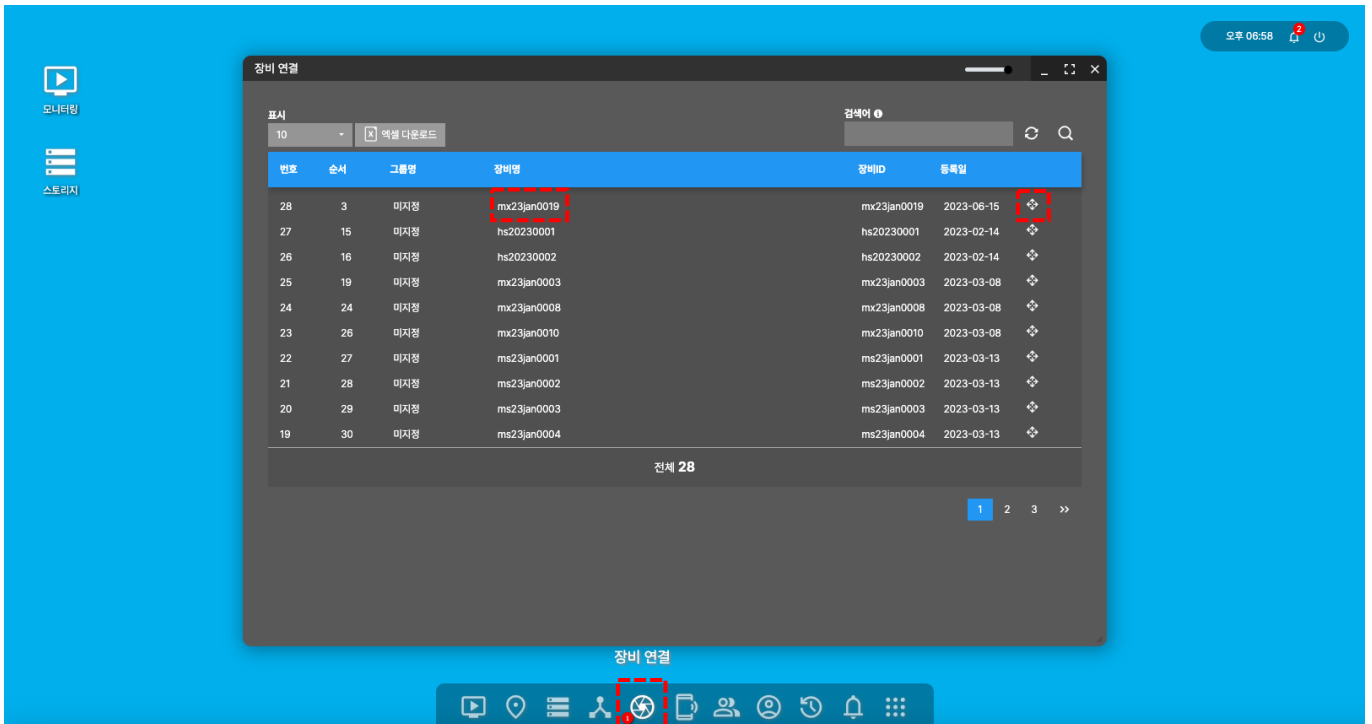 오후 06:58 2
모니터링
스토리지
장비 연결
표시
검색어
10
엑셀 다운로드
번호 순서 그룹명 장비명 장비ID 등록일
28 3 미지정 mx23jan0019 mx23jan0019 2023-06-15
27 15 미지정 hs20230001 hs20230001 2023-02-14
26 16 미지정 hs20230002 hs20230002 2023-02-14
25 19 미지정 mx23jan0003 mx23jan0003 2023-03-08
24 24 미지정 mx23jan0008 mx23jan0008 2023-03-08
23 26 미지정 mx23jan0010 mx23jan0010 2023-03-08
22 27 미지정 ms23jan0001 ms23jan0001 2023-03-13
21 28 미지정 ms23jan0002 ms23jan0002 2023-03-13
20 29 미지정 ms23jan0003 ms23jan0003 2023-03-13
19 30 미지정 ms23jan0004 ms23jan0004 2023-03-13
전체 28
1 2 3 >>
장비 연결
1